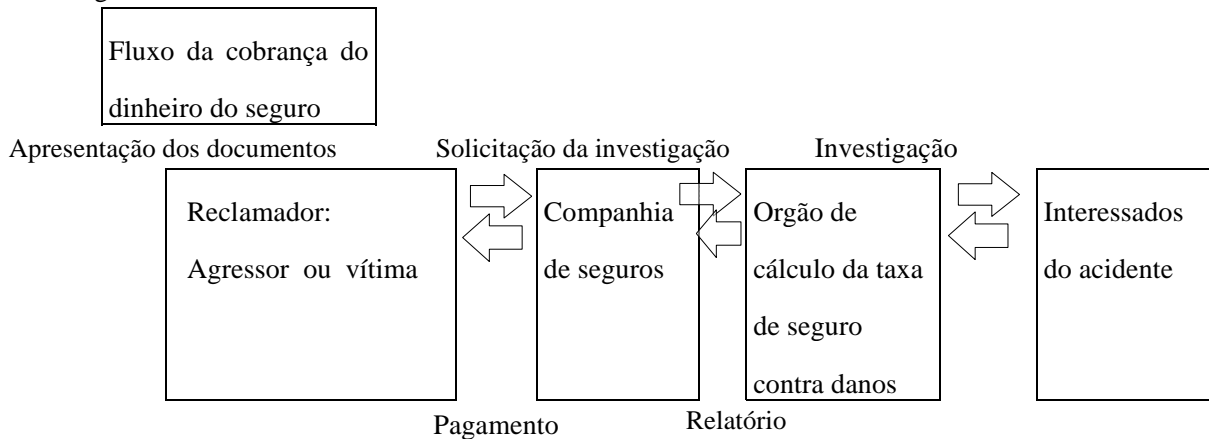 Fluxo da cobrança do
dinheiro do seguro
Apresentação dos documentos Solicitação da investigação Investigação
Reclamador:
Agressor ou vítima
Companhia
de seguros
Orgão de
cálculo da taxa
de seguro
contra danos
Interessados
do acidente
Pagamento Relatório